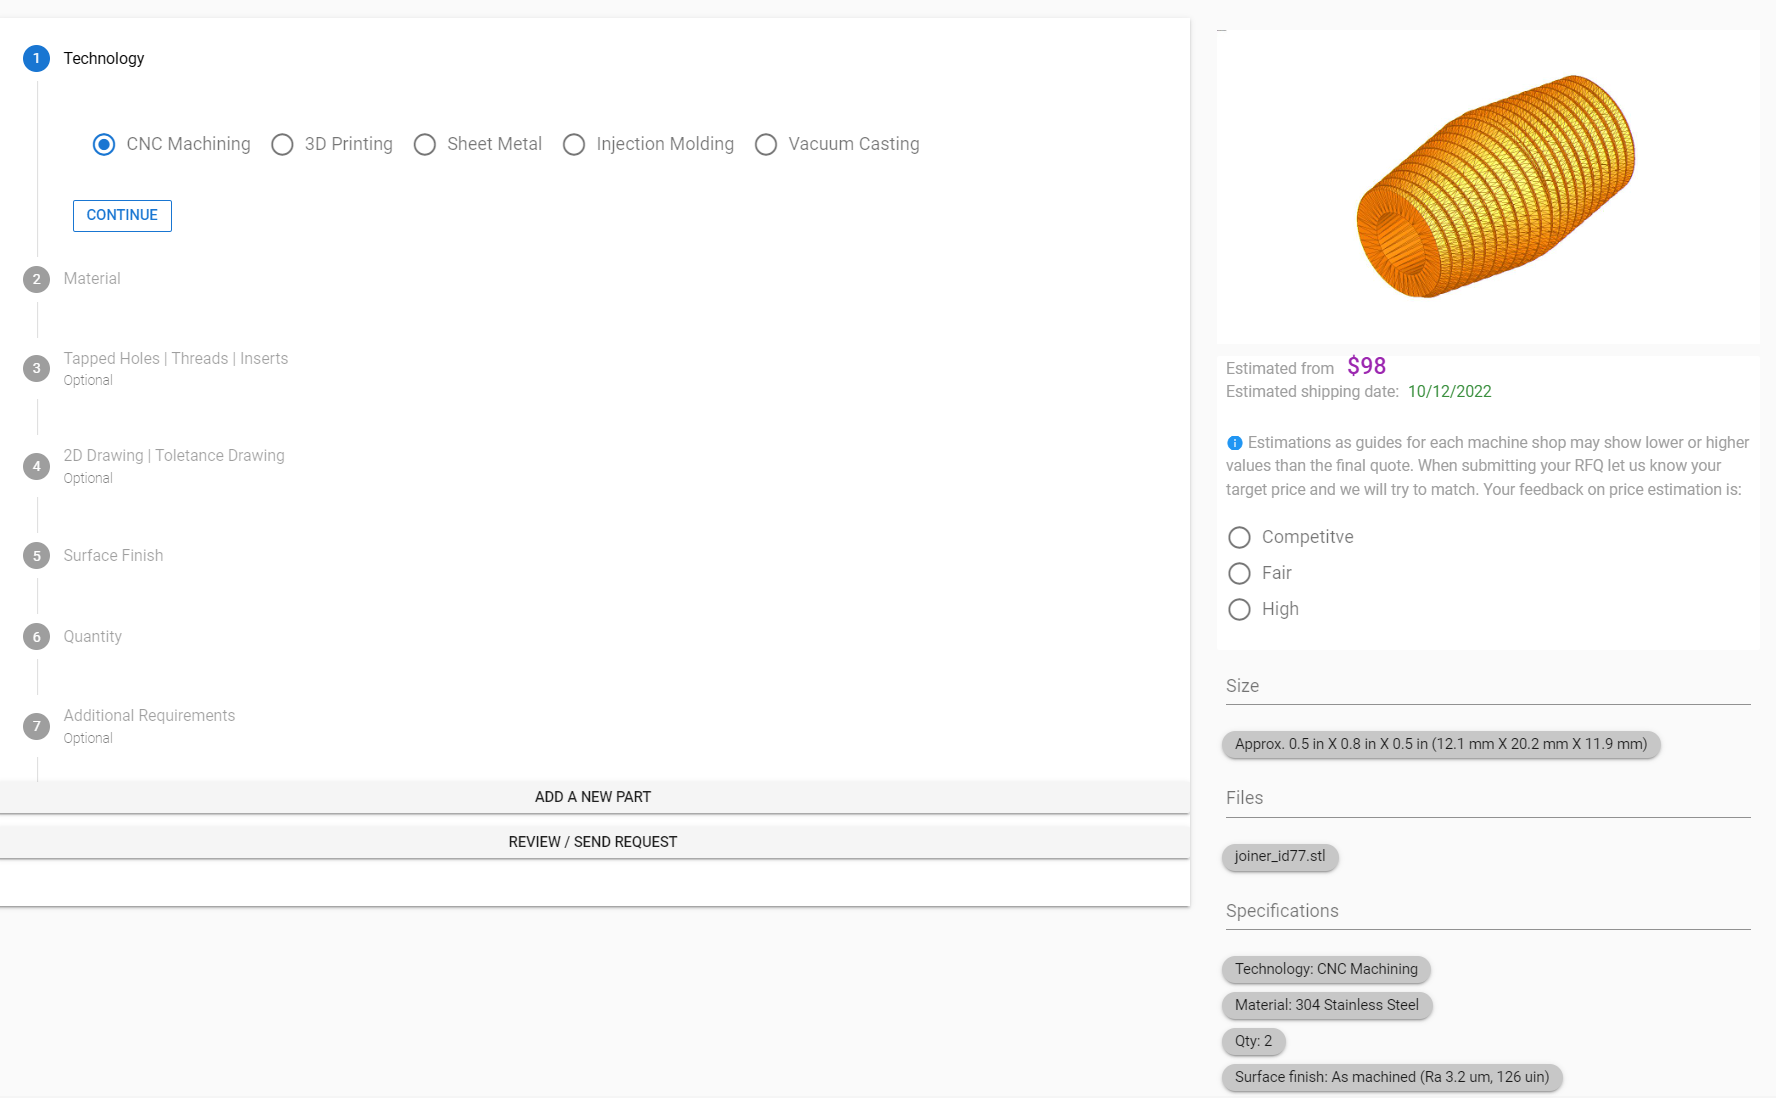 1 Technology
CNC Machining 3D Printing Sheet Metal Injection Molding Vacuum Casting
CONTINUE
2 Material
3 Tapped Holes | Threads | Inserts
Optional
4 2D Drawing | Toletance Drawing
Optional
5 Surface Finish
6 Quantity
7 Additional Requirements
Optional
ADD A NEW PART
REVIEW / SEND REQUEST
Estimated from $98
Estimated shipping date: 10/12/2022
Estimations as guides for each machine shop may show lower or higher
values than the final quote. When submitting your RFQ let us know your
target price and we will try to match. Your feedback on price estimation is:
Competitve
Fair
High
Size
Approx. 0.5 in X 0.8 in X 0.5 in (12.1 mm X 20.2 mm X 11.9 mm)
Files
joiner_id77.stl
Specifications
Technology: CNC Machining
Material: 304 Stainless Steel
Qty: 2
Surface finish: As machined (Ra 3.2 um, 126 uin)